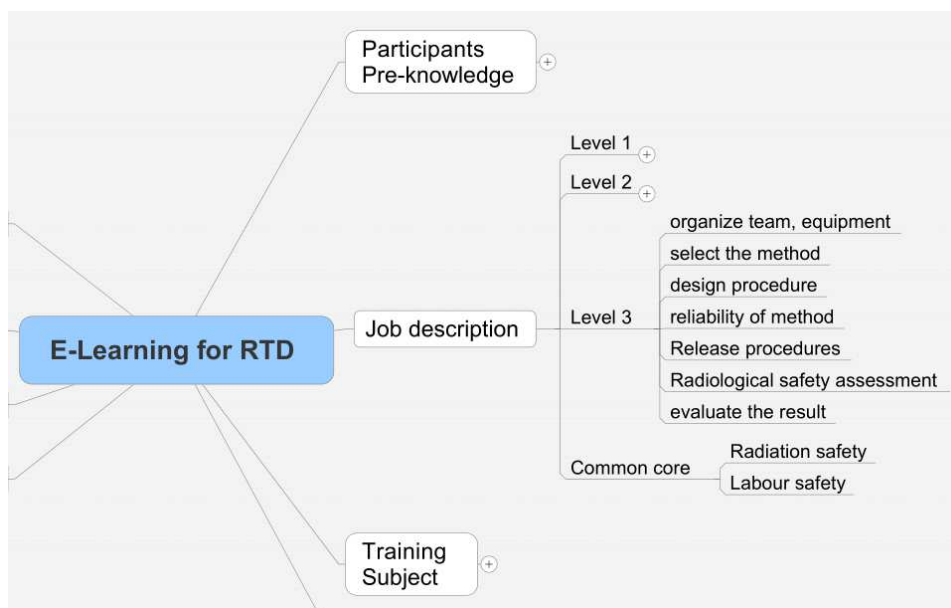 Participants
Pre-knowledge
Level 1
Level 2
organize team, equipment
select the method
design procedure
E-Learning for RTD
Job description
Level 3
reliability of method
Release procedures
Radiological safety assessment
evaluate the result
Common core
Radiation safety
Labour safety
Training
Subject